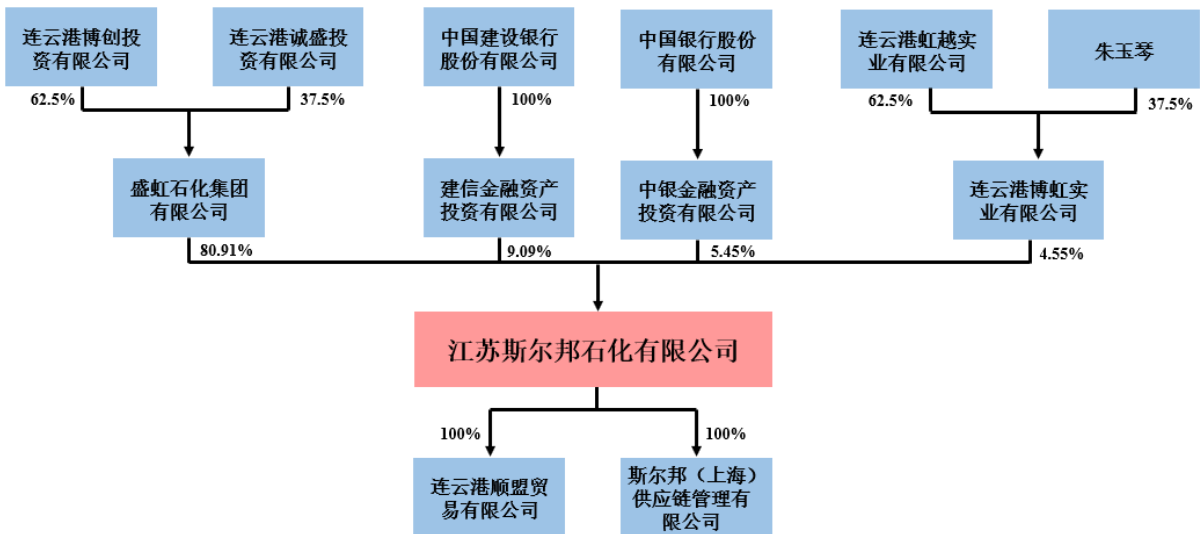 连云港博创投
资有限公司
连云港诚盛投
资有限公司
中国建设银行
股份有限公司
中国银行股份
有限公司
连云港虹越实
业有限公司
朱玉琴
62.5%
37.5%
100%
100%
62.5%
37.5%
盛虹石化集团
有限公司
建信金融资产
投资有限公司
中银金融资产
投资有限公司
连云港博虹实
业有限公司
80.91%
9.09%
5.45%
4.55%
江苏斯尔邦石化有限公司
100%
100%
连云港顺盟贸
易有限公司
斯尔邦（上海）
供应链管理有
限公司